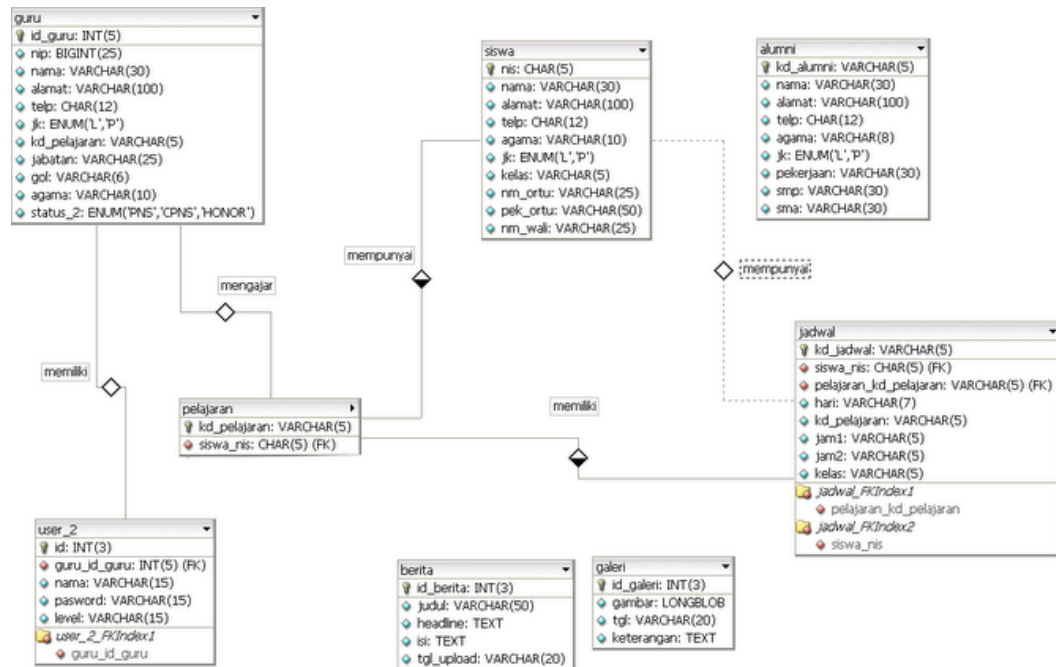 guru
id_guru: INT(5)
nip: BIGINT(25)
nama: VARCHAR(30)
alamat: VARCHAR(100)
telp: CHAR(12)
jk: ENUM('L','P')
kd_pelajaran: VARCHAR(5)
jabatan: VARCHAR(25)
gol: VARCHAR(6)
agama: VARCHAR(10)
status_2: ENUM('PNS','CPNS','HONOR')
siswa
nis: CHAR(5)
nama: VARCHAR(30)
alamat: VARCHAR(100)
telp: CHAR(12)
agama: VARCHAR(10)
jk: ENUM('L','P')
kelas: VARCHAR(5)
nm_ortu: VARCHAR(25)
pek_ortu: VARCHAR(50)
nm_wali: VARCHAR(25)
alumni
kd_alumni: VARCHAR(5)
nama: VARCHAR(30)
alamat: VARCHAR(100)
telp: CHAR(12)
agama: VARCHAR(8)
jk: ENUM('L','P')
pekerjaan: VARCHAR(30)
smp: VARCHAR(30)
sma: VARCHAR(30)
mempunyai
mempunyai
mengajar
memiliki
memiliki
pelajaran
kd_pelajaran: VARCHAR(5)
siswa_nis: CHAR(5) (FK)
jadwal
kd_jadwal: VARCHAR(5)
siswa_nis: CHAR(5) (FK)
pelajaran_kd_pelajaran: VARCHAR(5) (FK)
hari: VARCHAR(7)
kd_pelajaran: VARCHAR(5)
jam1: VARCHAR(5)
jam2: VARCHAR(5)
kelas: VARCHAR(5)
jadwal_FKIndex1
pelajaran_kd_pelajaran
jadwal_FKIndex2
siswa_nis
user_2
id: INT(3)
guru_id_guru: INT(5) (FK)
nama: VARCHAR(15)
pasword: VARCHAR(15)
level: VARCHAR(15)
user_2_FKIndex1
guru_id_guru
berita
id_berita: INT(3)
judul: VARCHAR(50)
headline: TEXT
isi: TEXT
tgl_upload: VARCHAR(20)
galeri
id_galeri: INT(3)
gambar: LONGBLOB
tgl: VARCHAR(20)
keterangan: TEXT